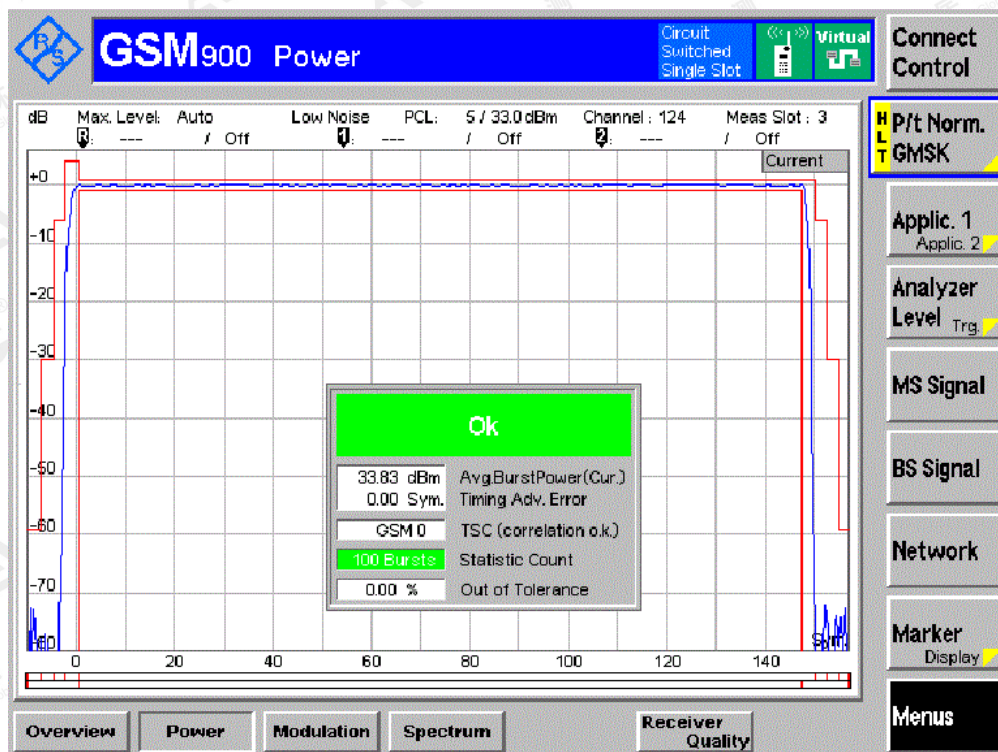 R S
GSM900 Power
Circuit Switched Single Slot
Virtual
Connect Control
dB Max. Level: Auto Low Noise PCL: 5 / 33.0 dBm Channel : 124 Meas Slot : 3
R: --- / Off 1: --- / Off 2: --- / Off
Current
H L T
P/t Norm. GMSK
Applic. 1
Applic. 2
Analyzer Level Trg.
MS Signal
BS Signal
Network
Marker
Display
Menus
+0
-10
-20
-30
-40
-50
-60
-70
-80
Ok
33.83 dBm Avg.BurstPower(Cur.)
0.00 Sym. Timing Adv. Error
GSM 0 TSC (correlation o.k.)
100 Bursts Statistic Count
0.00 % Out of Tolerance
Sym.
0 20 40 60 80 100 120 140
Overview Power Modulation Spectrum Receiver Quality